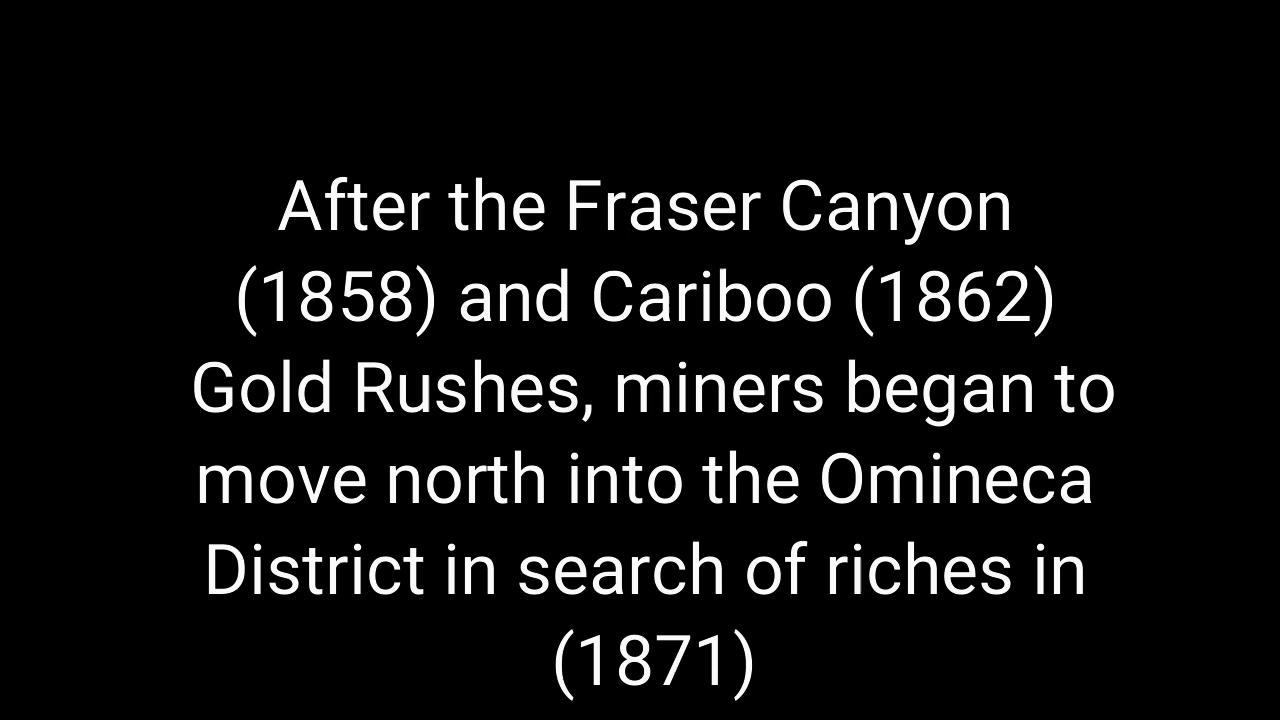 After the Fraser Canyon
(1858) and Cariboo (1862)
Gold Rushes, miners began to
move north into the Omineca
District in search of riches in
(1871)